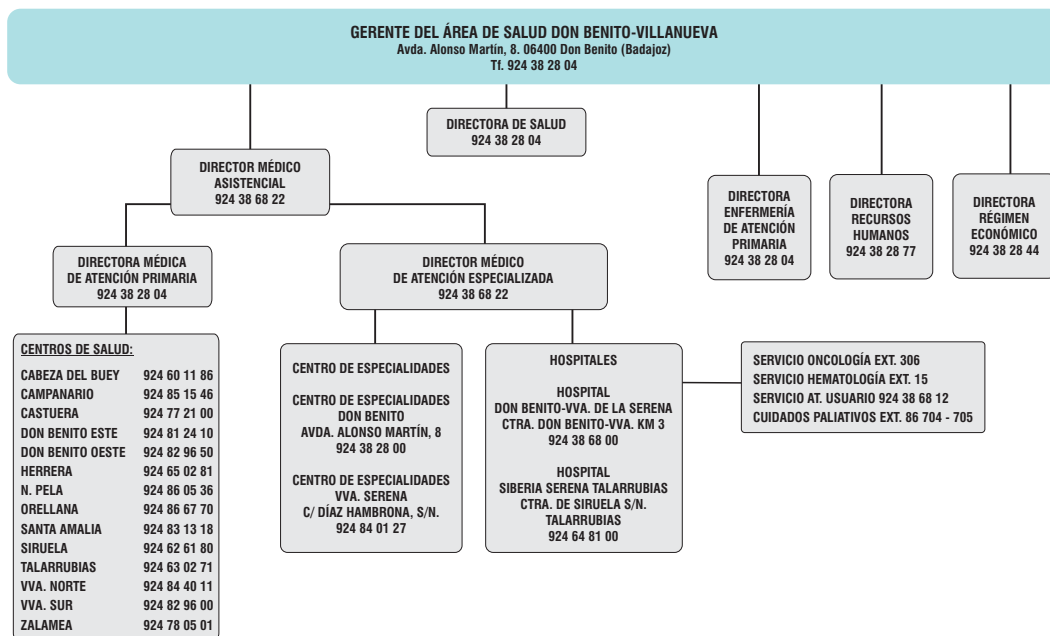 GERENTE DEL ÁREA DE SALUD DON BENITO-VILLANUEVA
Avda. Alonso Martín, 8. 06400 Don Benito (Badajoz)
Tf. 924 38 28 04
DIRECTORA DE SALUD
924 38 28 04
DIRECTOR MÉDICO
ASISTENCIAL
924 38 68 22
DIRECTORA
ENFERMERÍA
DE ATENCIÓN
PRIMARIA
924 38 28 04
DIRECTORA
RECURSOS
HUMANOS
924 38 28 77
DIRECTORA
RÉGIMEN
ECONÓMICO
924 38 28 44
DIRECTORA MÉDICA
DE ATENCIÓN PRIMARIA
924 38 28 04
DIRECTOR MÉDICO
DE ATENCIÓN ESPECIALIZADA
924 38 68 22
CENTROS DE SALUD:
CABEZA DEL BUEY 924 60 11 86
CAMPANARIO 924 85 15 46
CASTUERA 924 77 21 00
DON BENITO ESTE 924 81 24 10
DON BENITO OESTE 924 82 96 50
HERRERA 924 65 02 81
N. PELA 924 86 05 36
ORELLANA 924 86 67 70
SANTA AMALIA 924 83 13 18
SIRUELA 924 62 61 80
TALARRUBIAS 924 63 02 71
VVA. NORTE 924 84 40 11
VVA. SUR 924 82 96 00
ZALAMEA 924 78 05 01
CENTRO DE ESPECIALIDADES
CENTRO DE ESPECIALIDADES
DON BENITO
AVDA. ALONSO MARTÍN, 8
924 38 28 00
CENTRO DE ESPECIALIDADES
VVA. SERENA
C/ DÍAZ HAMBRONA, S/N.
924 84 01 27
HOSPITALES
HOSPITAL
DON BENITO-VVA. DE LA SERENA
CTRA. DON BENITO-VVA. KM 3
924 38 68 00
HOSPITAL
SIBERIA SERENA TALARRUBIAS
CTRA. DE SIRUELA S/N.
TALARRUBIAS
924 64 81 00
SERVICIO ONCOLOGÍA EXT. 306
SERVICIO HEMATOLOGÍA EXT. 15
SERVICIO AT. USUARIO 924 38 68 12
CUIDADOS PALIATIVOS EXT. 86 704 - 705